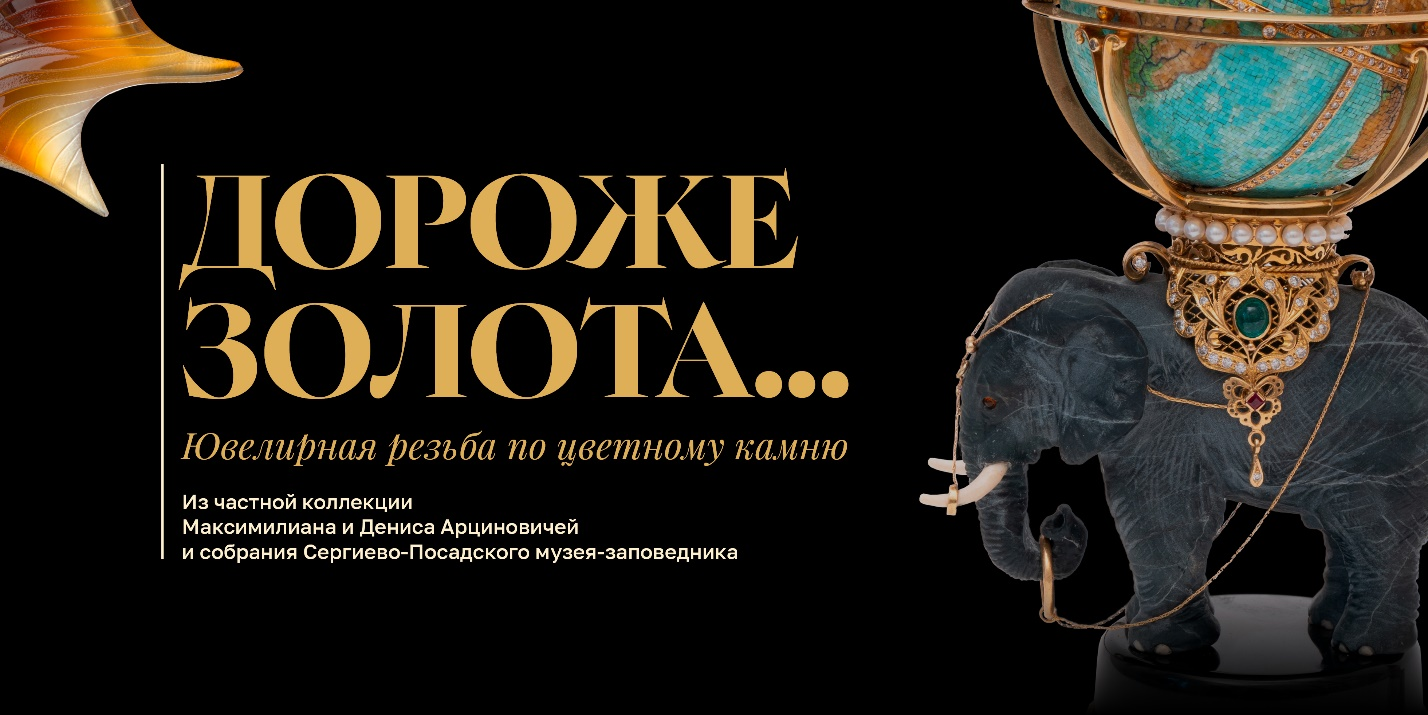 ДОРОЖЕ
ЗОЛОТА...
Ювелирная резьба по цветному камню
Из частной коллекции
Максимилиана и Дениса Арциновичей
и собрания Сергиево-Посадского музея-заповедника